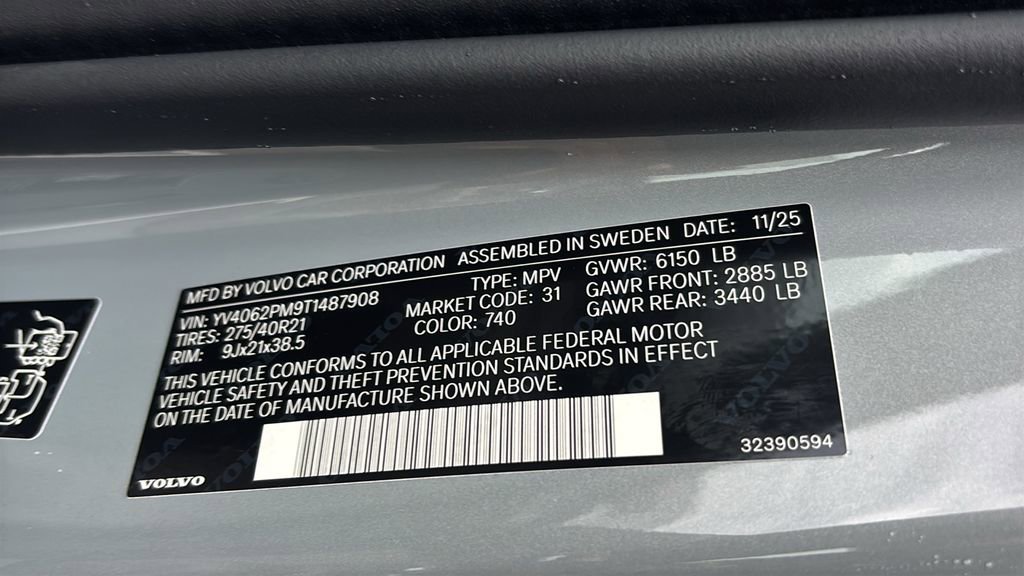 MFD BY VOLVO CAR CORPORATION ASSEMBLED IN SWEDEN DATE: 11/25
VIN: YV4062PM9T1487908 TYPE: MPV GVWR: 6150 LB
TIRES: 275/40R21 MARKET CODE: 31 GAWR FRONT: 2885 LB
RIM: 9Jx21x38.5 COLOR: 740 GAWR REAR: 3440 LB
THIS VEHICLE CONFORMS TO ALL APPLICABLE FEDERAL MOTOR
VEHICLE SAFETY AND THEFT PREVENTION STANDARDS IN EFFECT
ON THE DATE OF MANUFACTURE SHOWN ABOVE.
VOLVO 32390594